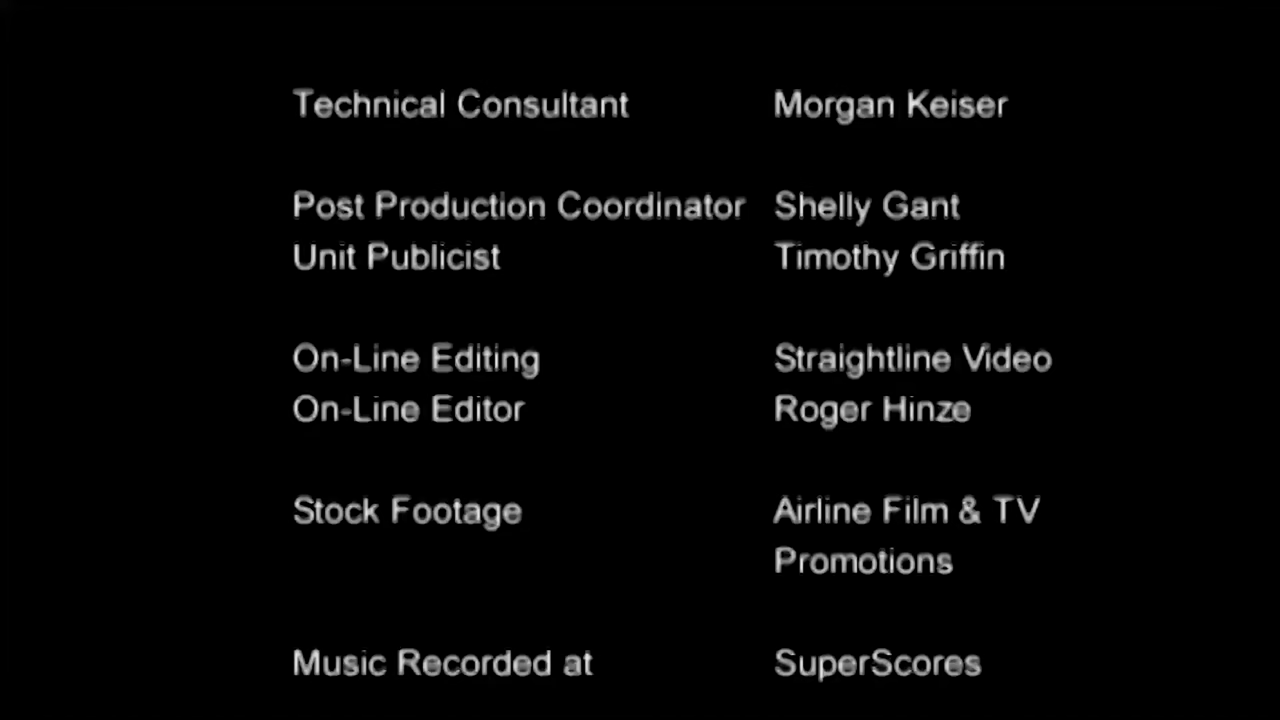 Technical Consultant Morgan Keiser
Post Production Coordinator Shelly Gant
Unit Publicist Timothy Griffin
On-Line Editing Straightline Video
On-Line Editor Roger Hinze
Stock Footage Airline Film & TV
Promotions
Music Recorded at SuperScores